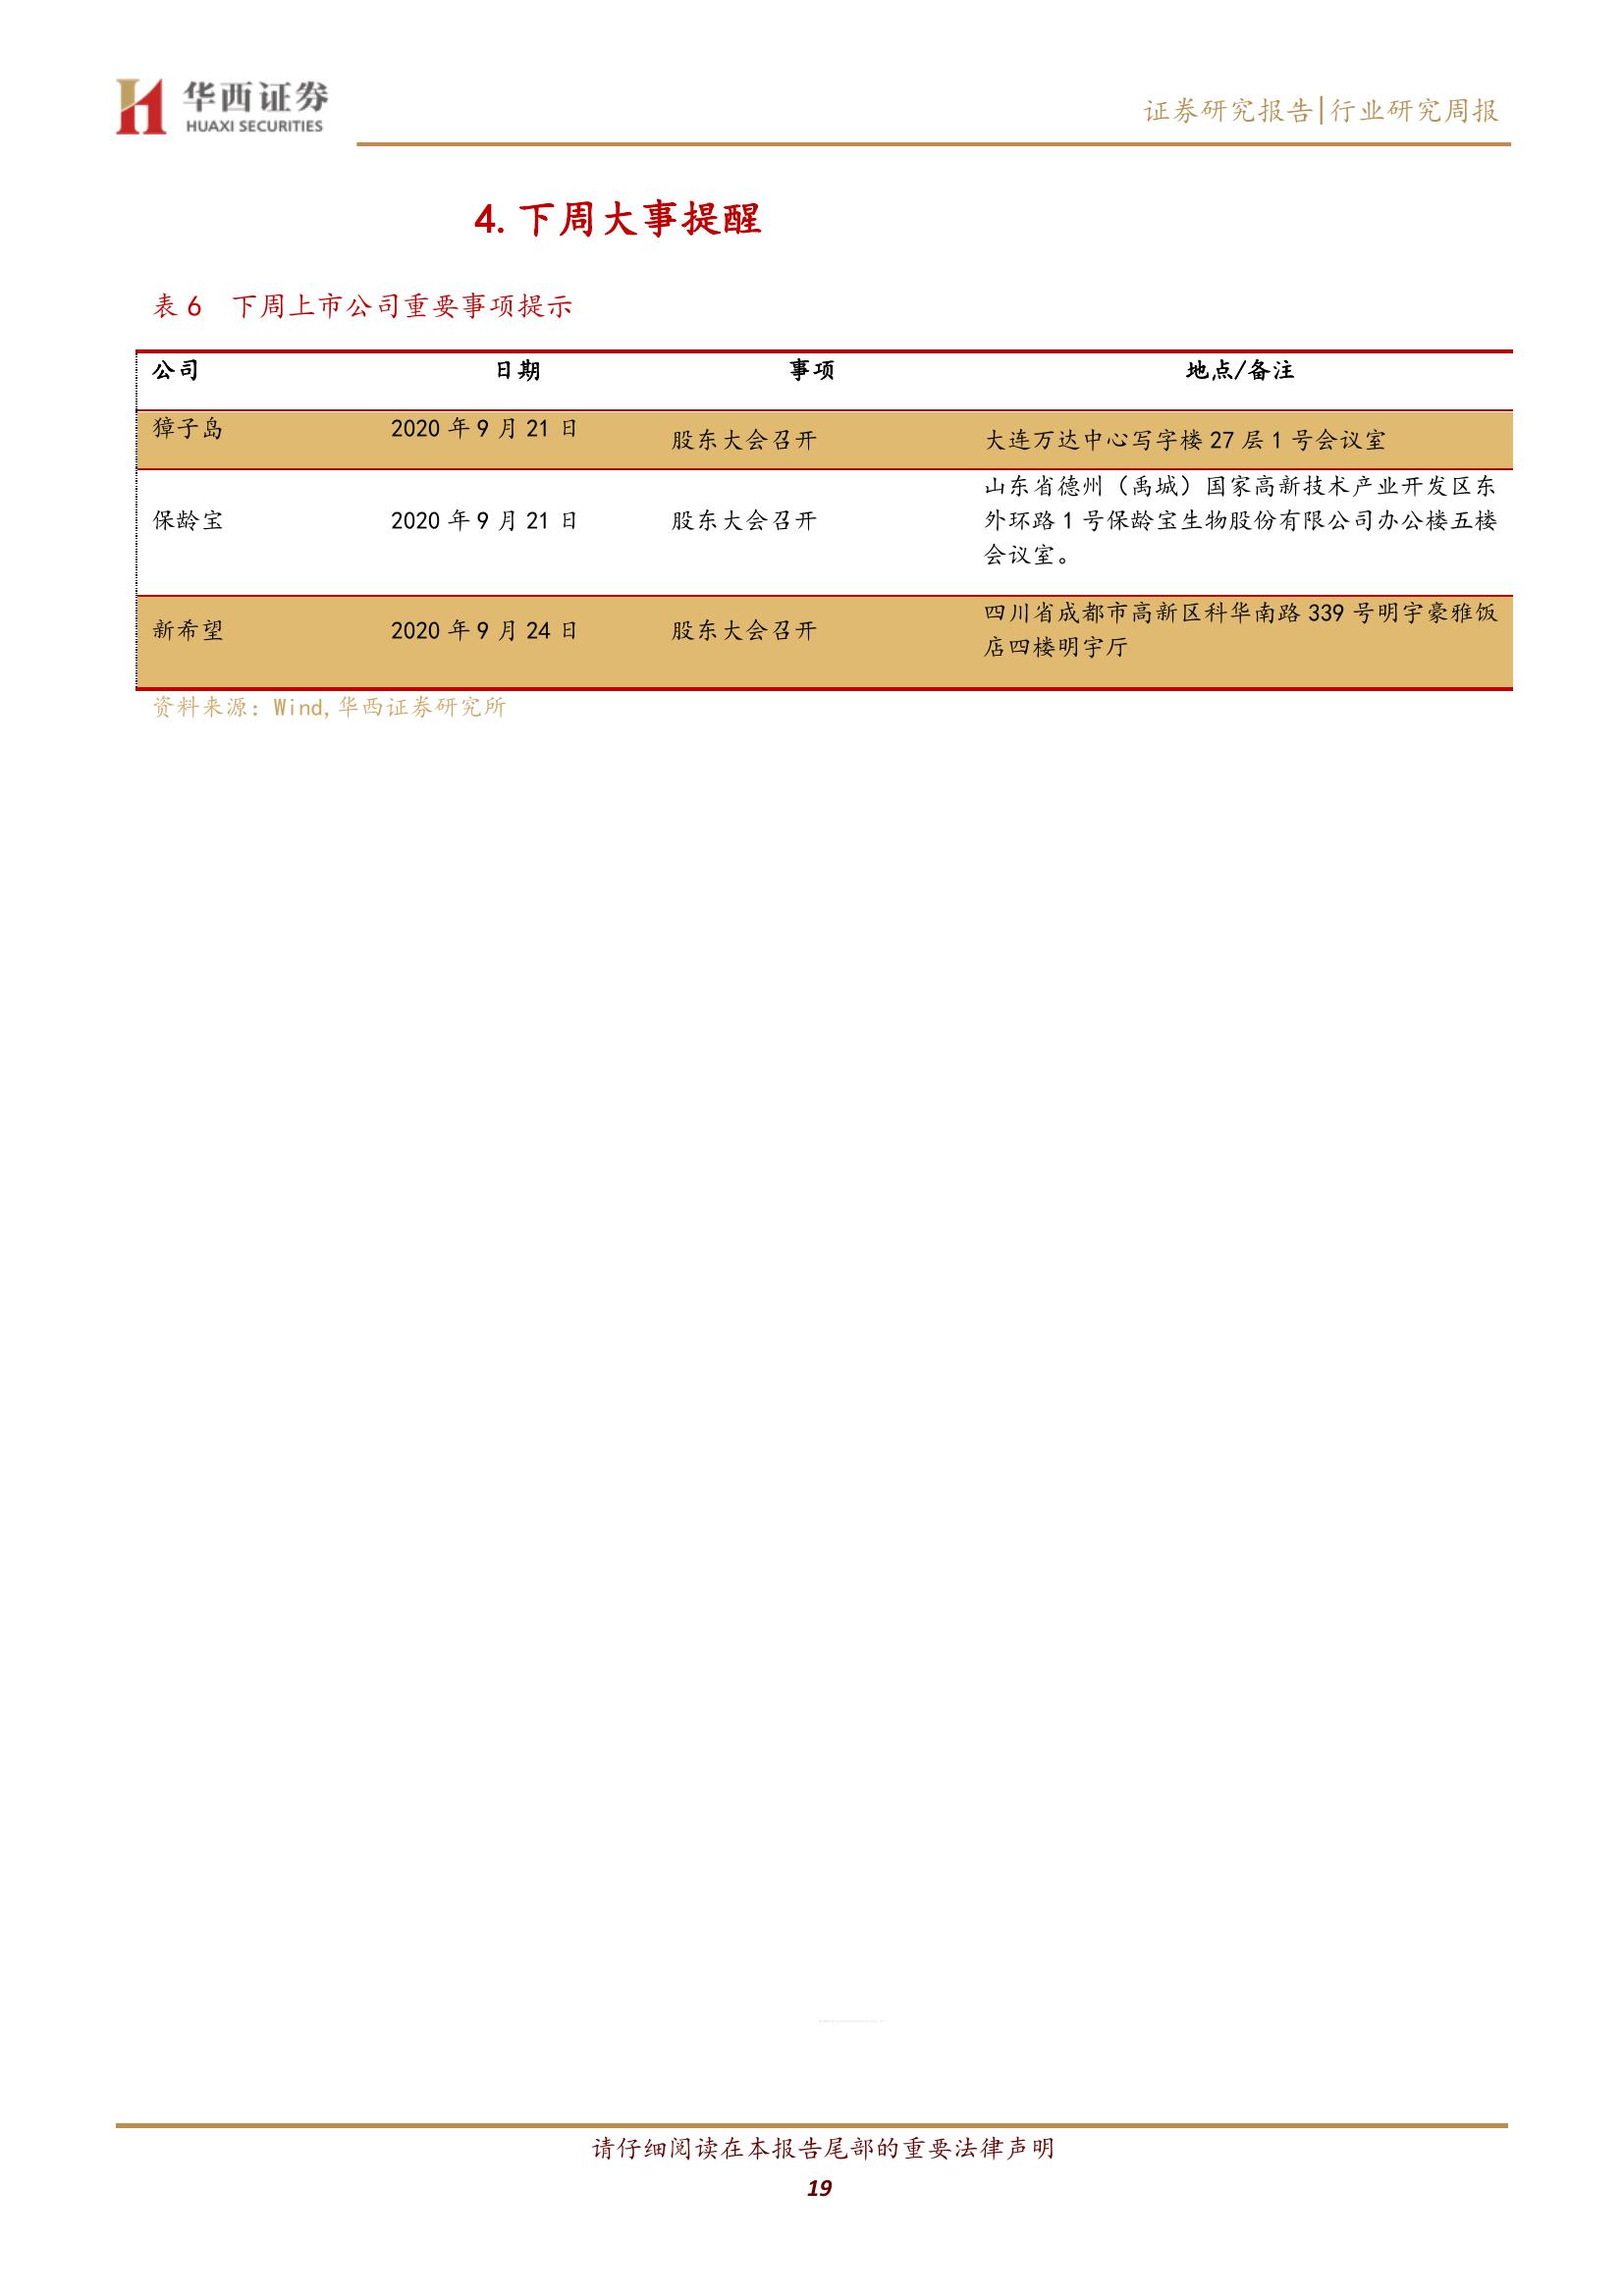 华西证券
HUAXI SECURITIES
证券研究报告|行业研究周报
4.下周大事提醒
表 6 下周上市公司重要事项提示
公司 日期 事项 地点/备注
獐子岛 2020 年 9 月 21 日 股东大会召开 大连万达中心写字楼 27 层 1 号会议室
保龄宝 2020 年 9 月 21 日 股东大会召开 山东省德州（禹城）国家高新技术产业开发区东
外环路 1 号保龄宝生物股份有限公司办公楼五楼
会议室。
新希望 2020 年 9 月 24 日 股东大会召开 四川省成都市高新区科华南路 339 号明宇豪雅饭
店四楼明宇厅
资料来源：Wind,华西证券研究所
请仔细阅读在本报告尾部的重要法律声明
19